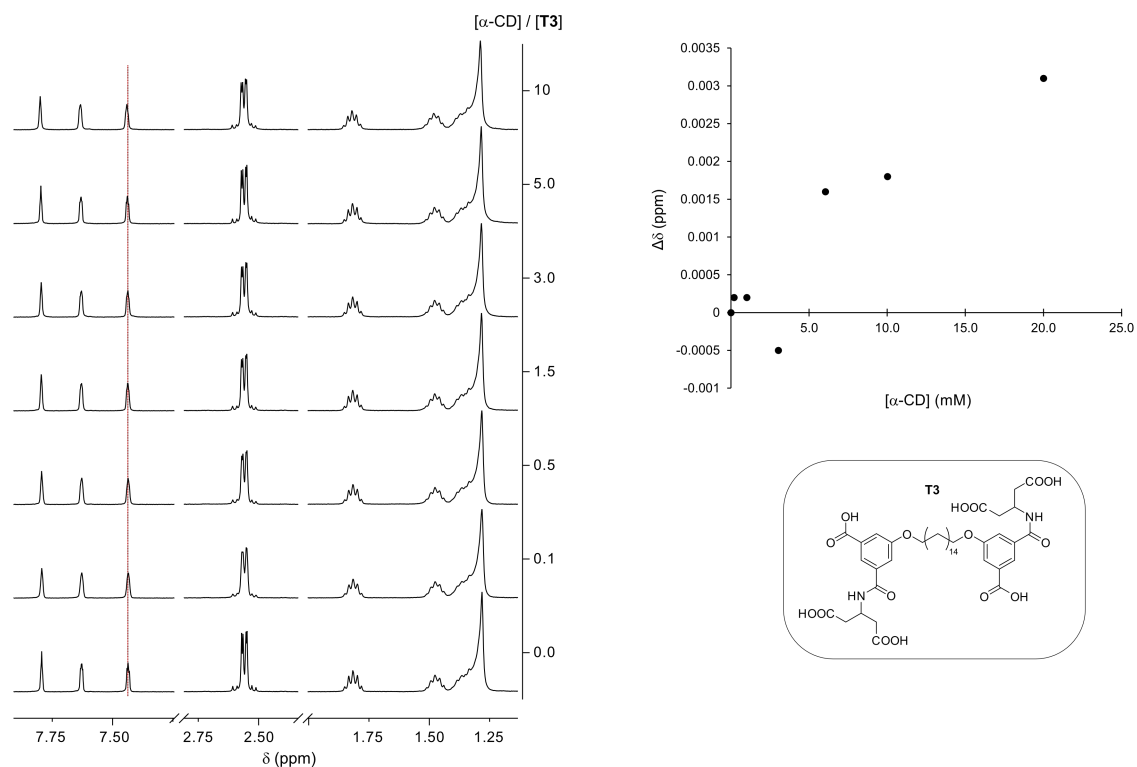 [α-CD] / [T3]
10
5.0
3.0
1.5
0.5
0.1
0.0
7.75
7.50
2.75
2.50
1.75
1.50
1.25
δ (ppm)
0.0035
0.003
0.0025
0.002
0.0015
0.001
0.0005
0
-0.0005
-0.001
Δδ (ppm)
5.0
10.0
15.0
20.0
25.0
[α-CD] (mM)
T3
COOH
HOOC
OH
NH
O
O
O
O
14
HN
O
O
OH
HOOC
COOH